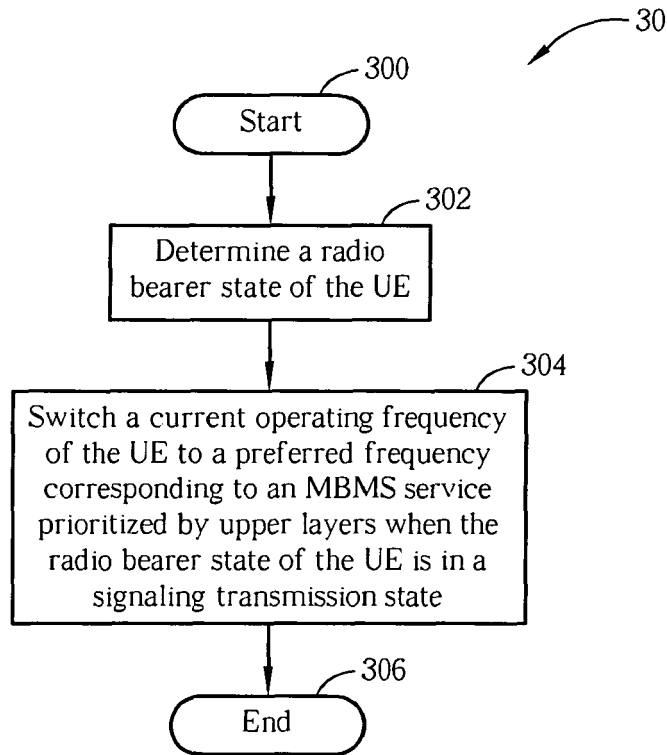 30
300
Start
302
Determine a radio
bearer state of the UE
304
Switch a current operating frequency
of the UE to a preferred frequency
corresponding to an MBMS service
prioritized by upper layers when the
radio bearer state of the UE is in a
signaling transmission state
306
End